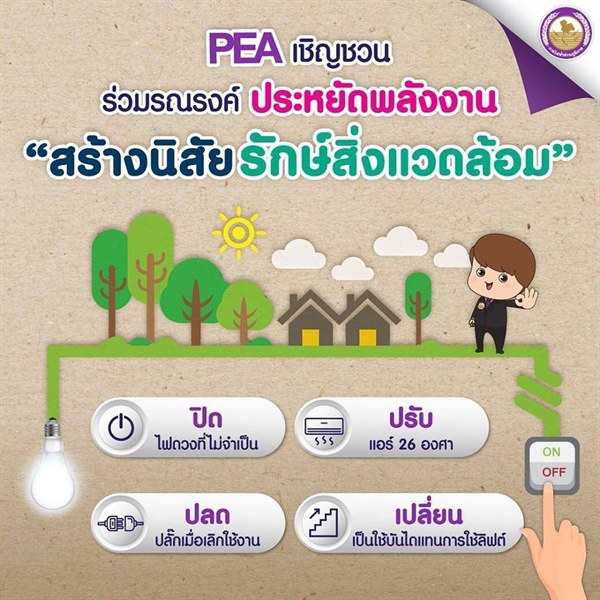 PEA เชิญชวน
ร่วมรณรงค์ ประหยัดพลังงาน
“สร้างนิสัย รักษ์สิ่งแวดล้อม”
ปิด
ไฟดวงที่ไม่จำเป็น
ปรับ
แอร์ 26 องศา
ON
OFF
ปลด
ปลั๊กเมื่อเลิกใช้งาน
เปลี่ยน
เป็นใช้บันไดแทนการใช้ลิฟต์